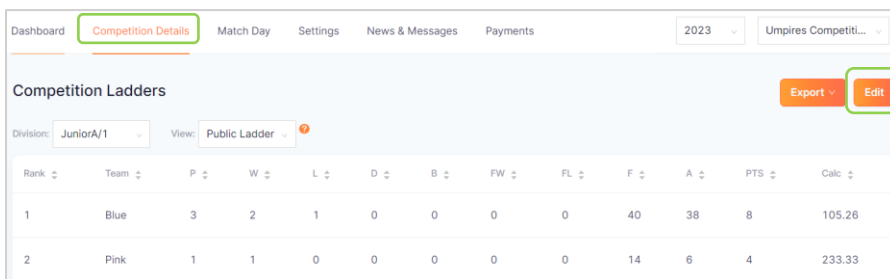 Dashboard Competition Details Match Day Settings News & Messages Payments 2023 Umpires Competiti...
Competition Ladders Export Edit
Division: JuniorA/1 View: Public Ladder ?
Rank Team P W L D B FW FL F A PTS Calc
1 Blue 3 2 1 0 0 0 0 40 38 8 105.26
2 Pink 1 1 0 0 0 0 0 14 6 4 233.33